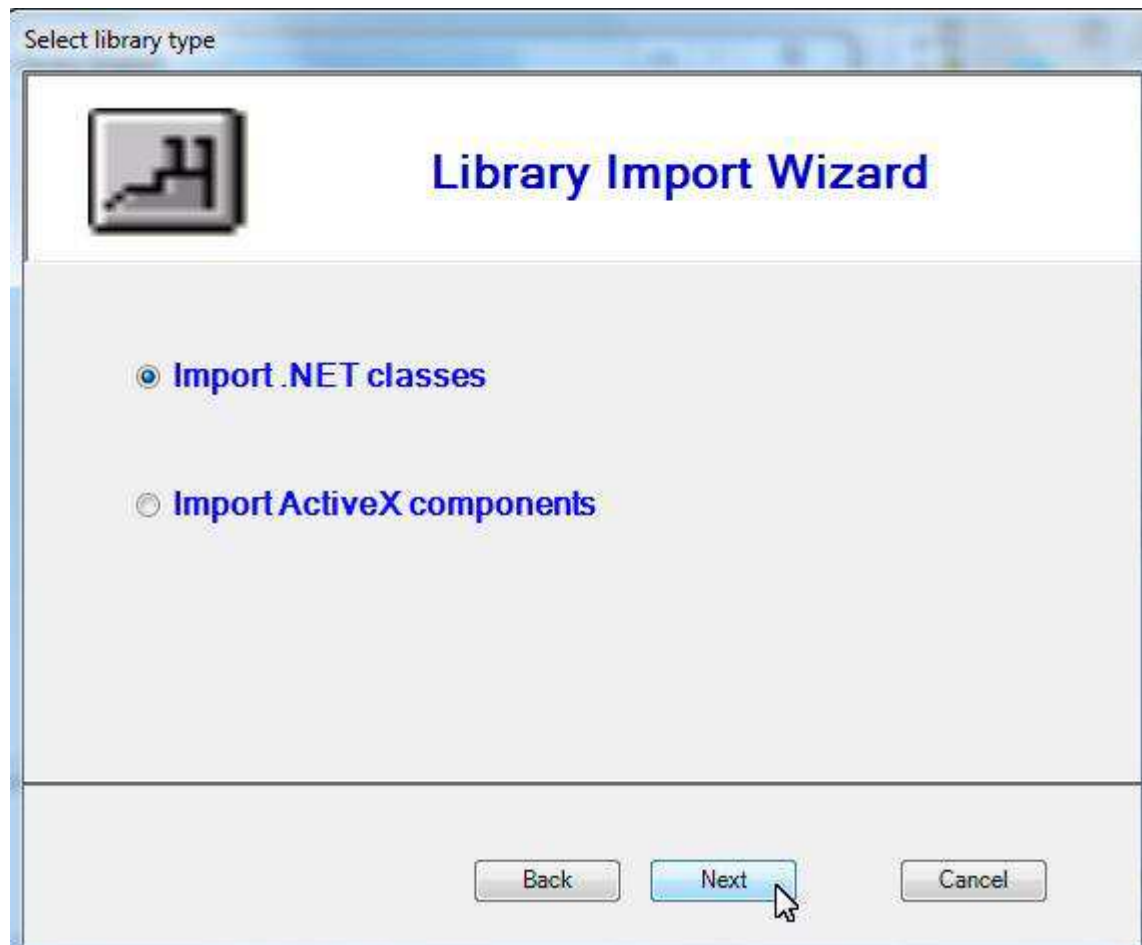 Select library type
Library Import Wizard
Import .NET classes
Import ActiveX components
Back Next Cancel